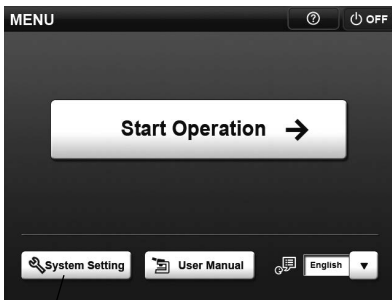 MENU
OFF
Start Operation
System Setting
User Manual
English